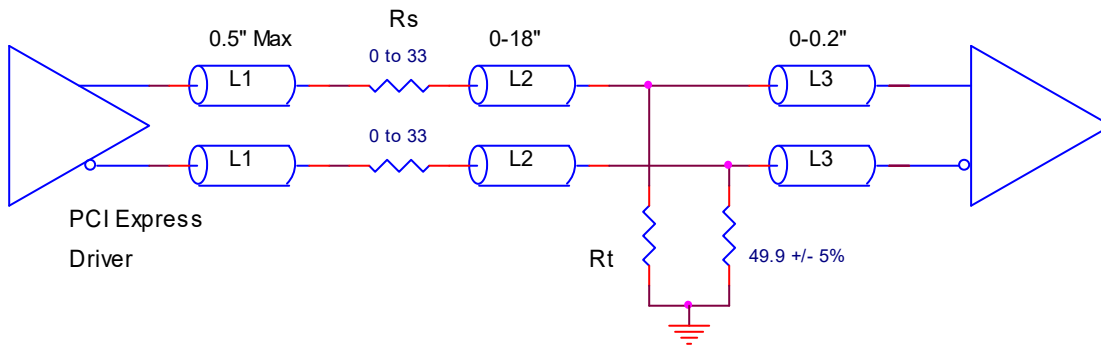 Rs
0.5" Max
0-18"
0-0.2"
0 to 33
L1
L2
L3
0 to 33
L1
L2
L3
PCI Express
Driver
Rt
49.9 +/- 5%